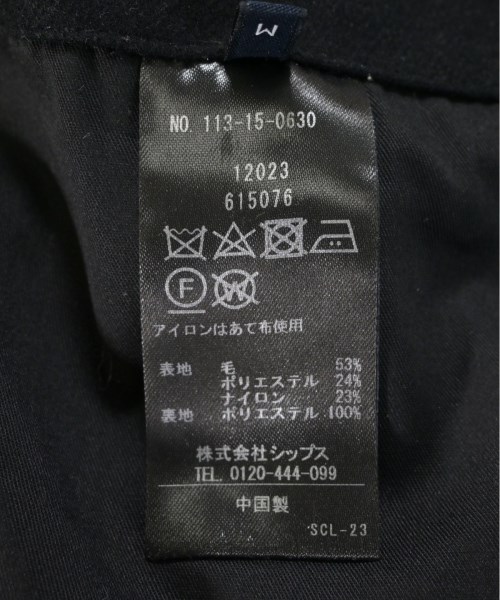 M
NO. 113-15-0630
12023
615076
F W
アイロンはあて布使用
表地 毛 53%
ポリエステル 24%
ナイロン 23%
裏地 ポリエステル 100%
株式会社シップス
TEL. 0120-444-099
中国製
SCL-23